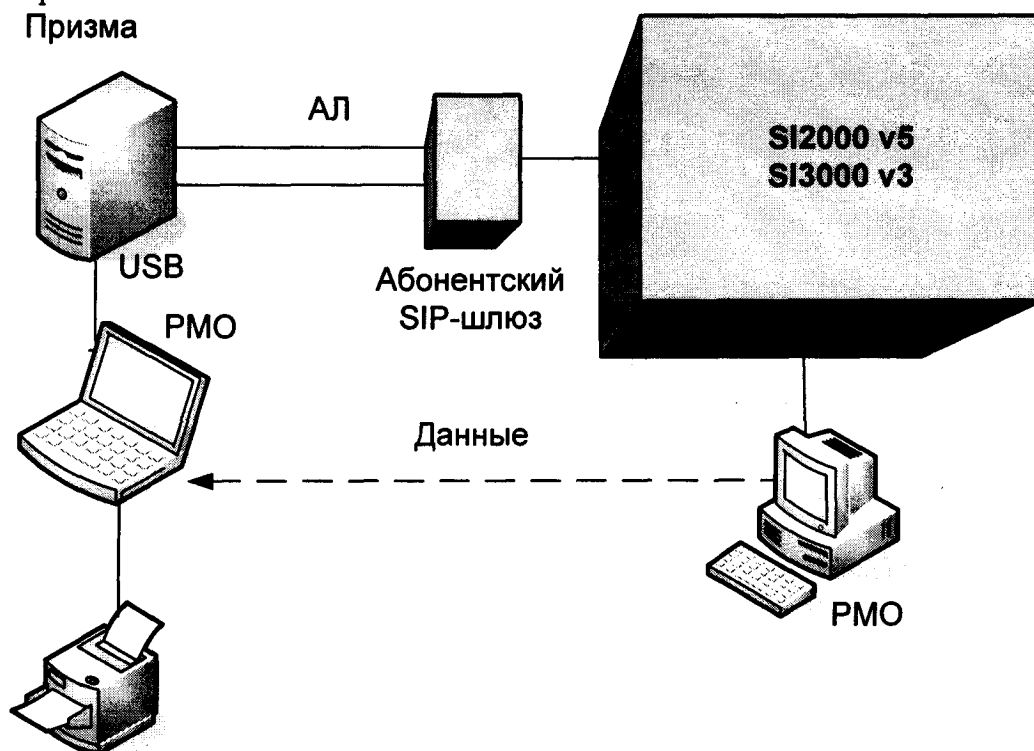 Призма
АЛ
SI2000 v5
SI3000 v3
USB
Абонентский
SIP-шлюз
РМО
Данные
РМО